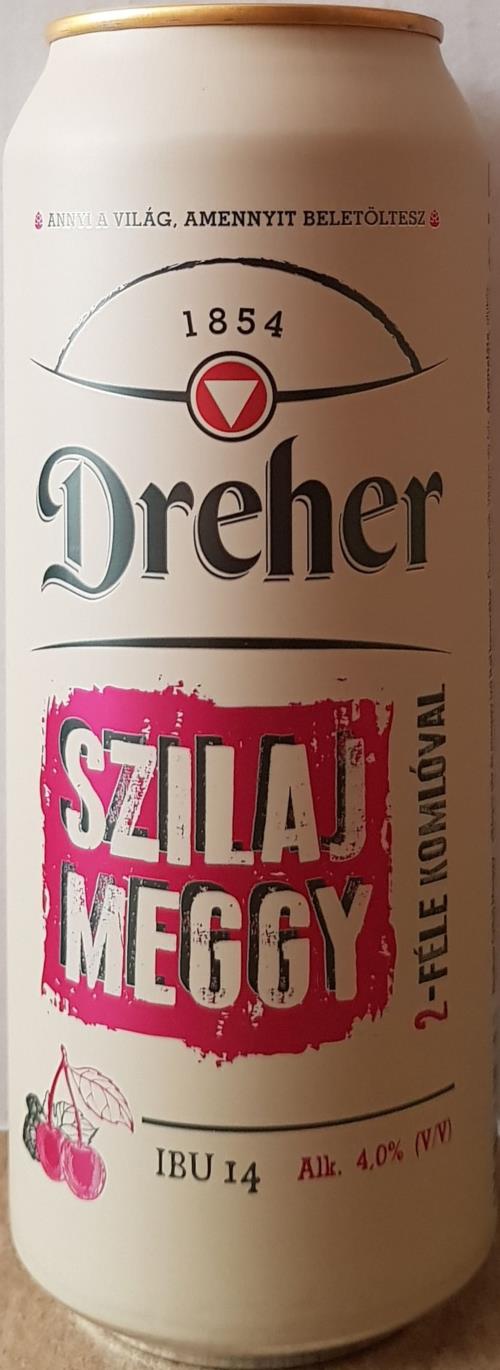 ANNYI A VILÁG, AMENNYIT BELETÖLTESZ
1854
Dreher
SZILAJ
MEGGY
2-FÉLE KOMLÓVAL
IBU 14 Alk. 4,0% (V/V)